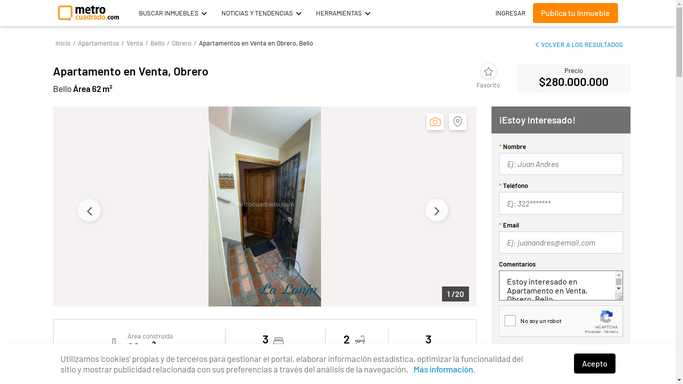 metro
cuadrado.com
BUSCAR INMUEBLES
NOTICIAS Y TENDENCIAS
HERRAMIENTAS
INGRESAR
Publica tu Inmueble
Inicio / Apartamentos / Venta / Bello / Obrero / Apartamentos en Venta en Obrero, Bello
VOLVER A LOS RESULTADOS
Apartamento en Venta, Obrero
Bello Área 62 m²
Favorito
Precio
$280.000.000
metrocuadrado.com
La Lonja
1 / 20
¡Estoy Interesado!
* Nombre
Ej: Juan Andres
* Teléfono
Ej: 322*******
* Email
Ej: juanandres@email.com
Comentarios
Estoy interesado en
Apartamento en Venta,
Obrero, Bello
No soy un robot
reCAPTCHA
Privacidad - Términos
Área construida
3
2
3
Utilizamos 'cookies' propias y de terceros para gestionar el portal, elaborar información estadística, optimizar la funcionalidad del
sitio y mostrar publicidad relacionada con sus preferencias a través del análisis de la navegación. Más información.
Acepto